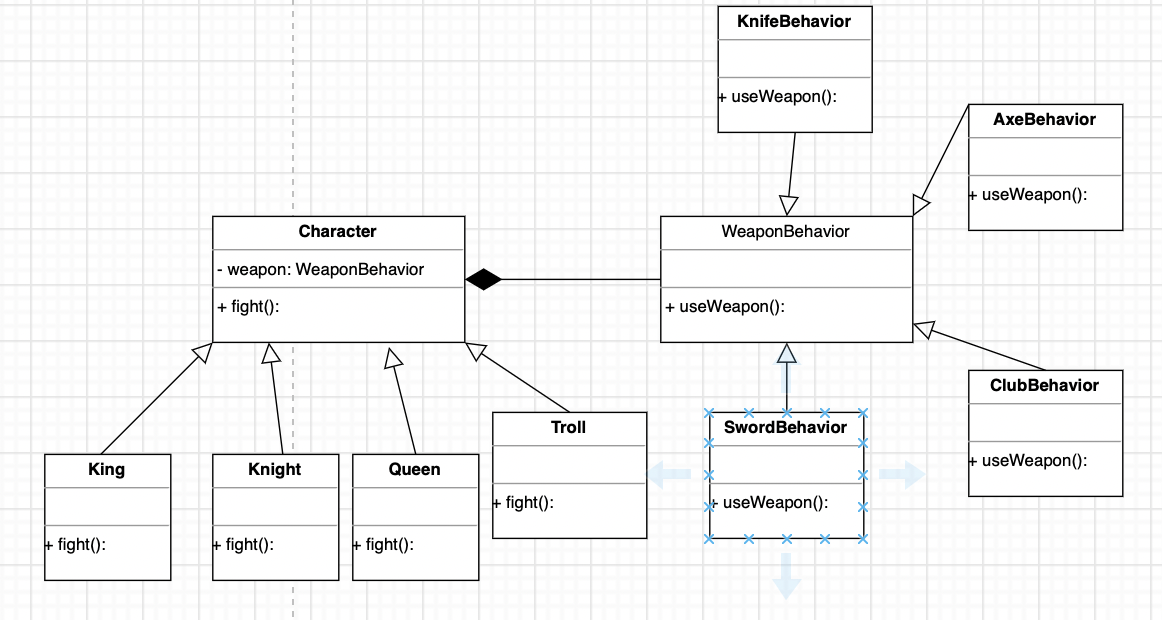 KnifeBehavior
+ useWeapon():
AxeBehavior
+ useWeapon():
Character
- weapon: WeaponBehavior
+ fight():
WeaponBehavior
+ useWeapon():
ClubBehavior
+ useWeapon():
Troll
+ fight():
SwordBehavior
+ useWeapon():
King
+ fight():
Knight
+ fight():
Queen
+ fight():